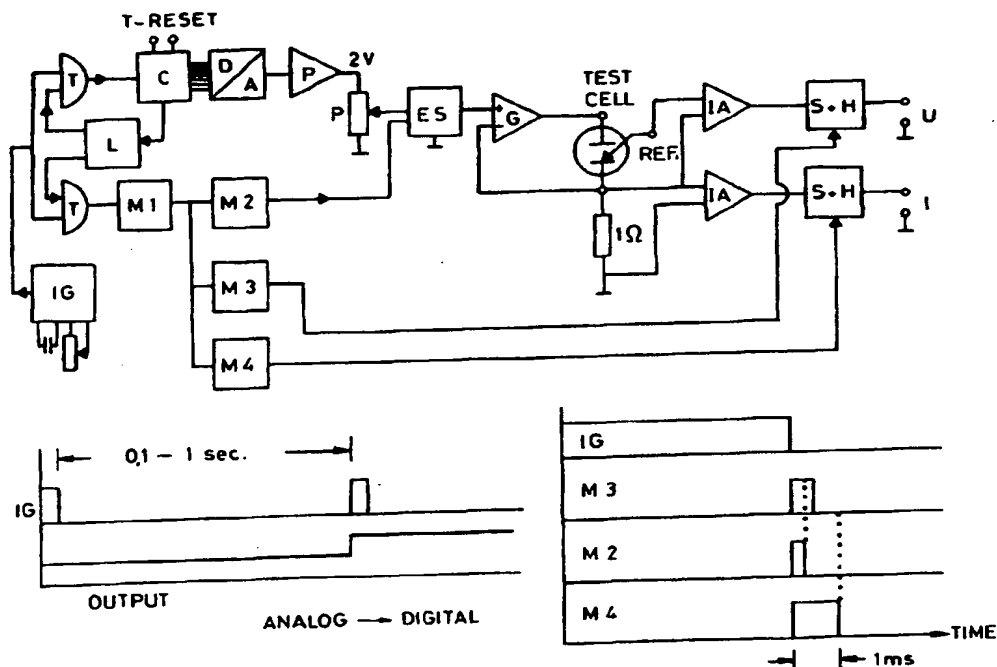 T-RESET
T
C
D
A
P
2V
P
ES
G
TEST
CELL
REF.
IA
S+H
U
L
T
M1
M2
IA
S+H
I
1Ω
IG
M3
M4
0,1 – 1 sec.
IG
OUTPUT
ANALOG → DIGITAL
IG
M3
M2
M4
TIME
1ms